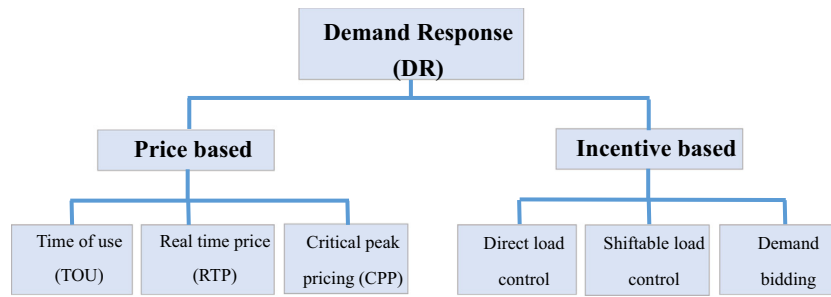 Demand Response
(DR)
Price based
Incentive based
Time of use
(TOU)
Real time price
(RTP)
Critical peak
pricing (CPP)
Direct load
control
Shiftable load
control
Demand
bidding